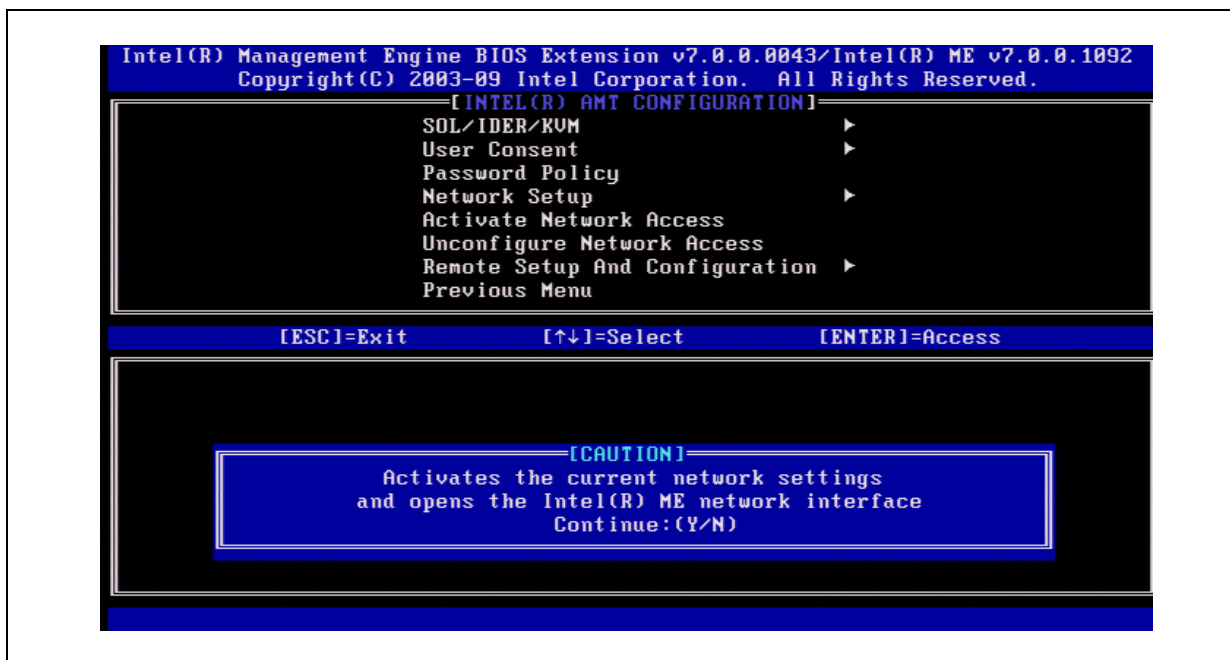 Intel(R) Management Engine BIOS Extension v7.0.0.0043/Intel(R) ME v7.0.0.1092
Copyright(C) 2003-09 Intel Corporation. All Rights Reserved.
[INTEL(R) AMT CONFIGURATION]
SOL/IDER/KVM ►
User Consent ►
Password Policy
Network Setup ►
Activate Network Access
Unconfigure Network Access
Remote Setup And Configuration ►
Previous Menu
[ESC]=Exit [↑↓]=Select [ENTER]=Access
[CAUTION]
Activates the current network settings
and opens the Intel(R) ME network interface
Continue:(Y/N)